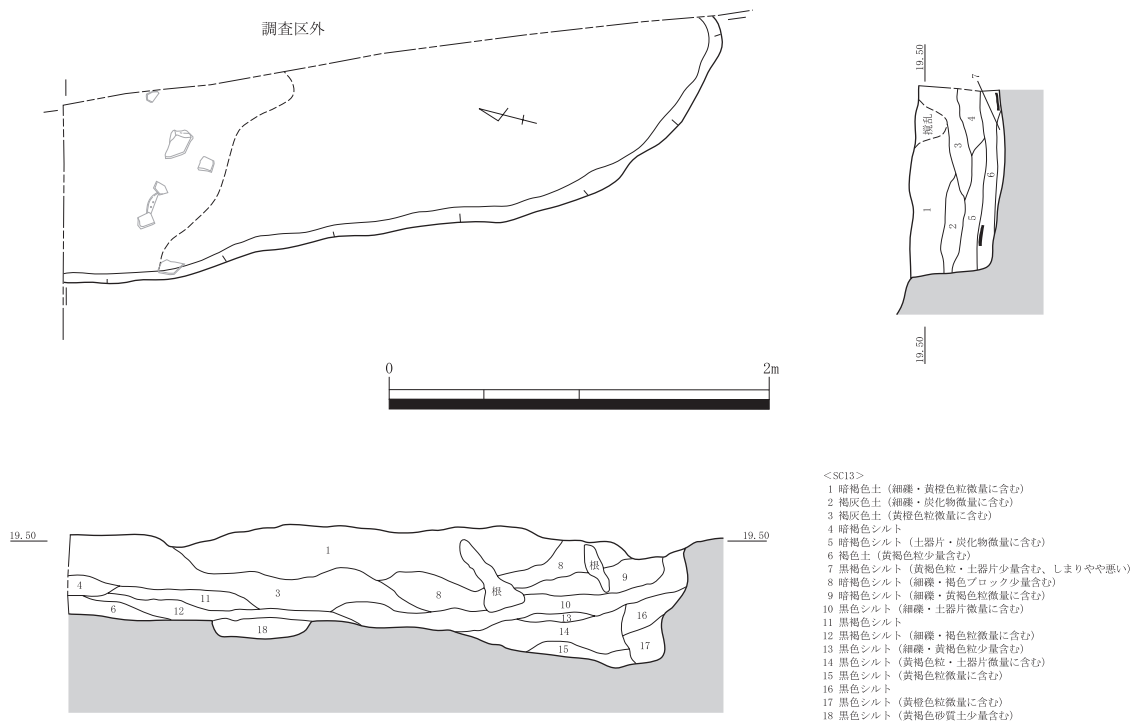 調査区外
19.50
7
撹乱
4
3
6
1
5
2
19.50
0 2m
19.50
19.50
1
8
根
根
9
4
3
8
11
10
6
12
13
16
18
14
17
15
<SC13>
1 暗褐色土（細礫・黄橙色粒微量に含む）
2 褐灰色土（細礫・炭化物微量に含む）
3 褐灰色土（黄橙色粒微量に含む）
4 暗褐色シルト
5 暗褐色シルト（土器片・炭化物微量に含む）
6 褐色土（黄褐色粒少量含む）
7 黒褐色シルト（黄褐色粒・土器片少量含む、しまりやや悪い）
8 暗褐色シルト（細礫・褐色ブロック少量含む）
9 暗褐色シルト（細礫・黄褐色粒微量に含む）
10 黒色シルト（細礫・土器片微量に含む）
11 黒褐色シルト
12 黒褐色シルト（細礫・褐色粒微量に含む）
13 黒色シルト（細礫・黄褐色粒少量含む）
14 黒色シルト（黄褐色粒・土器片微量に含む）
15 黒色シルト（黄褐色粒微量に含む）
16 黒色シルト
17 黒色シルト（黄橙色粒微量に含む）
18 黒色シルト（黄褐色砂質土少量含む）